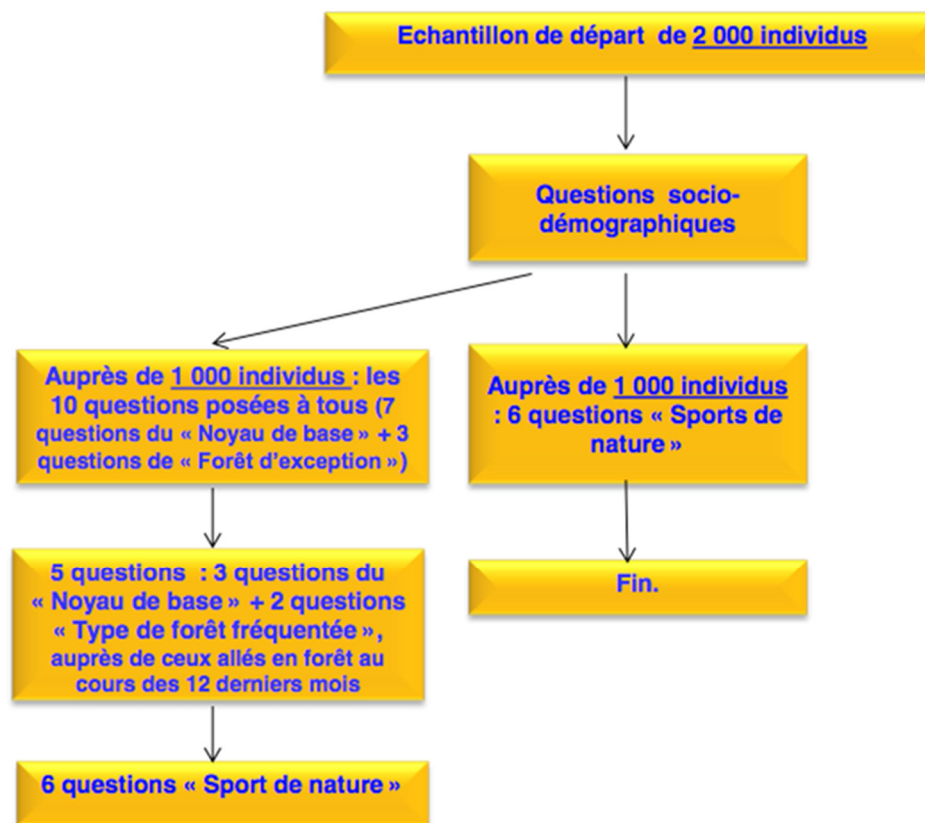 Echantillon de départ de 2 000 individus
Questions socio-
démographiques
Auprès de 1 000 individus : les
10 questions posées à tous (7
questions du « Noyau de base » + 3
questions de « Forêt d'exception »)
Auprès de 1 000 individus
: 6 questions « Sports de
nature »
5 questions : 3 questions du
« Noyau de base » + 2 questions
« Type de forêt fréquentée »,
auprès de ceux allés en forêt au
cours des 12 derniers mois
Fin.
6 questions « Sport de nature »